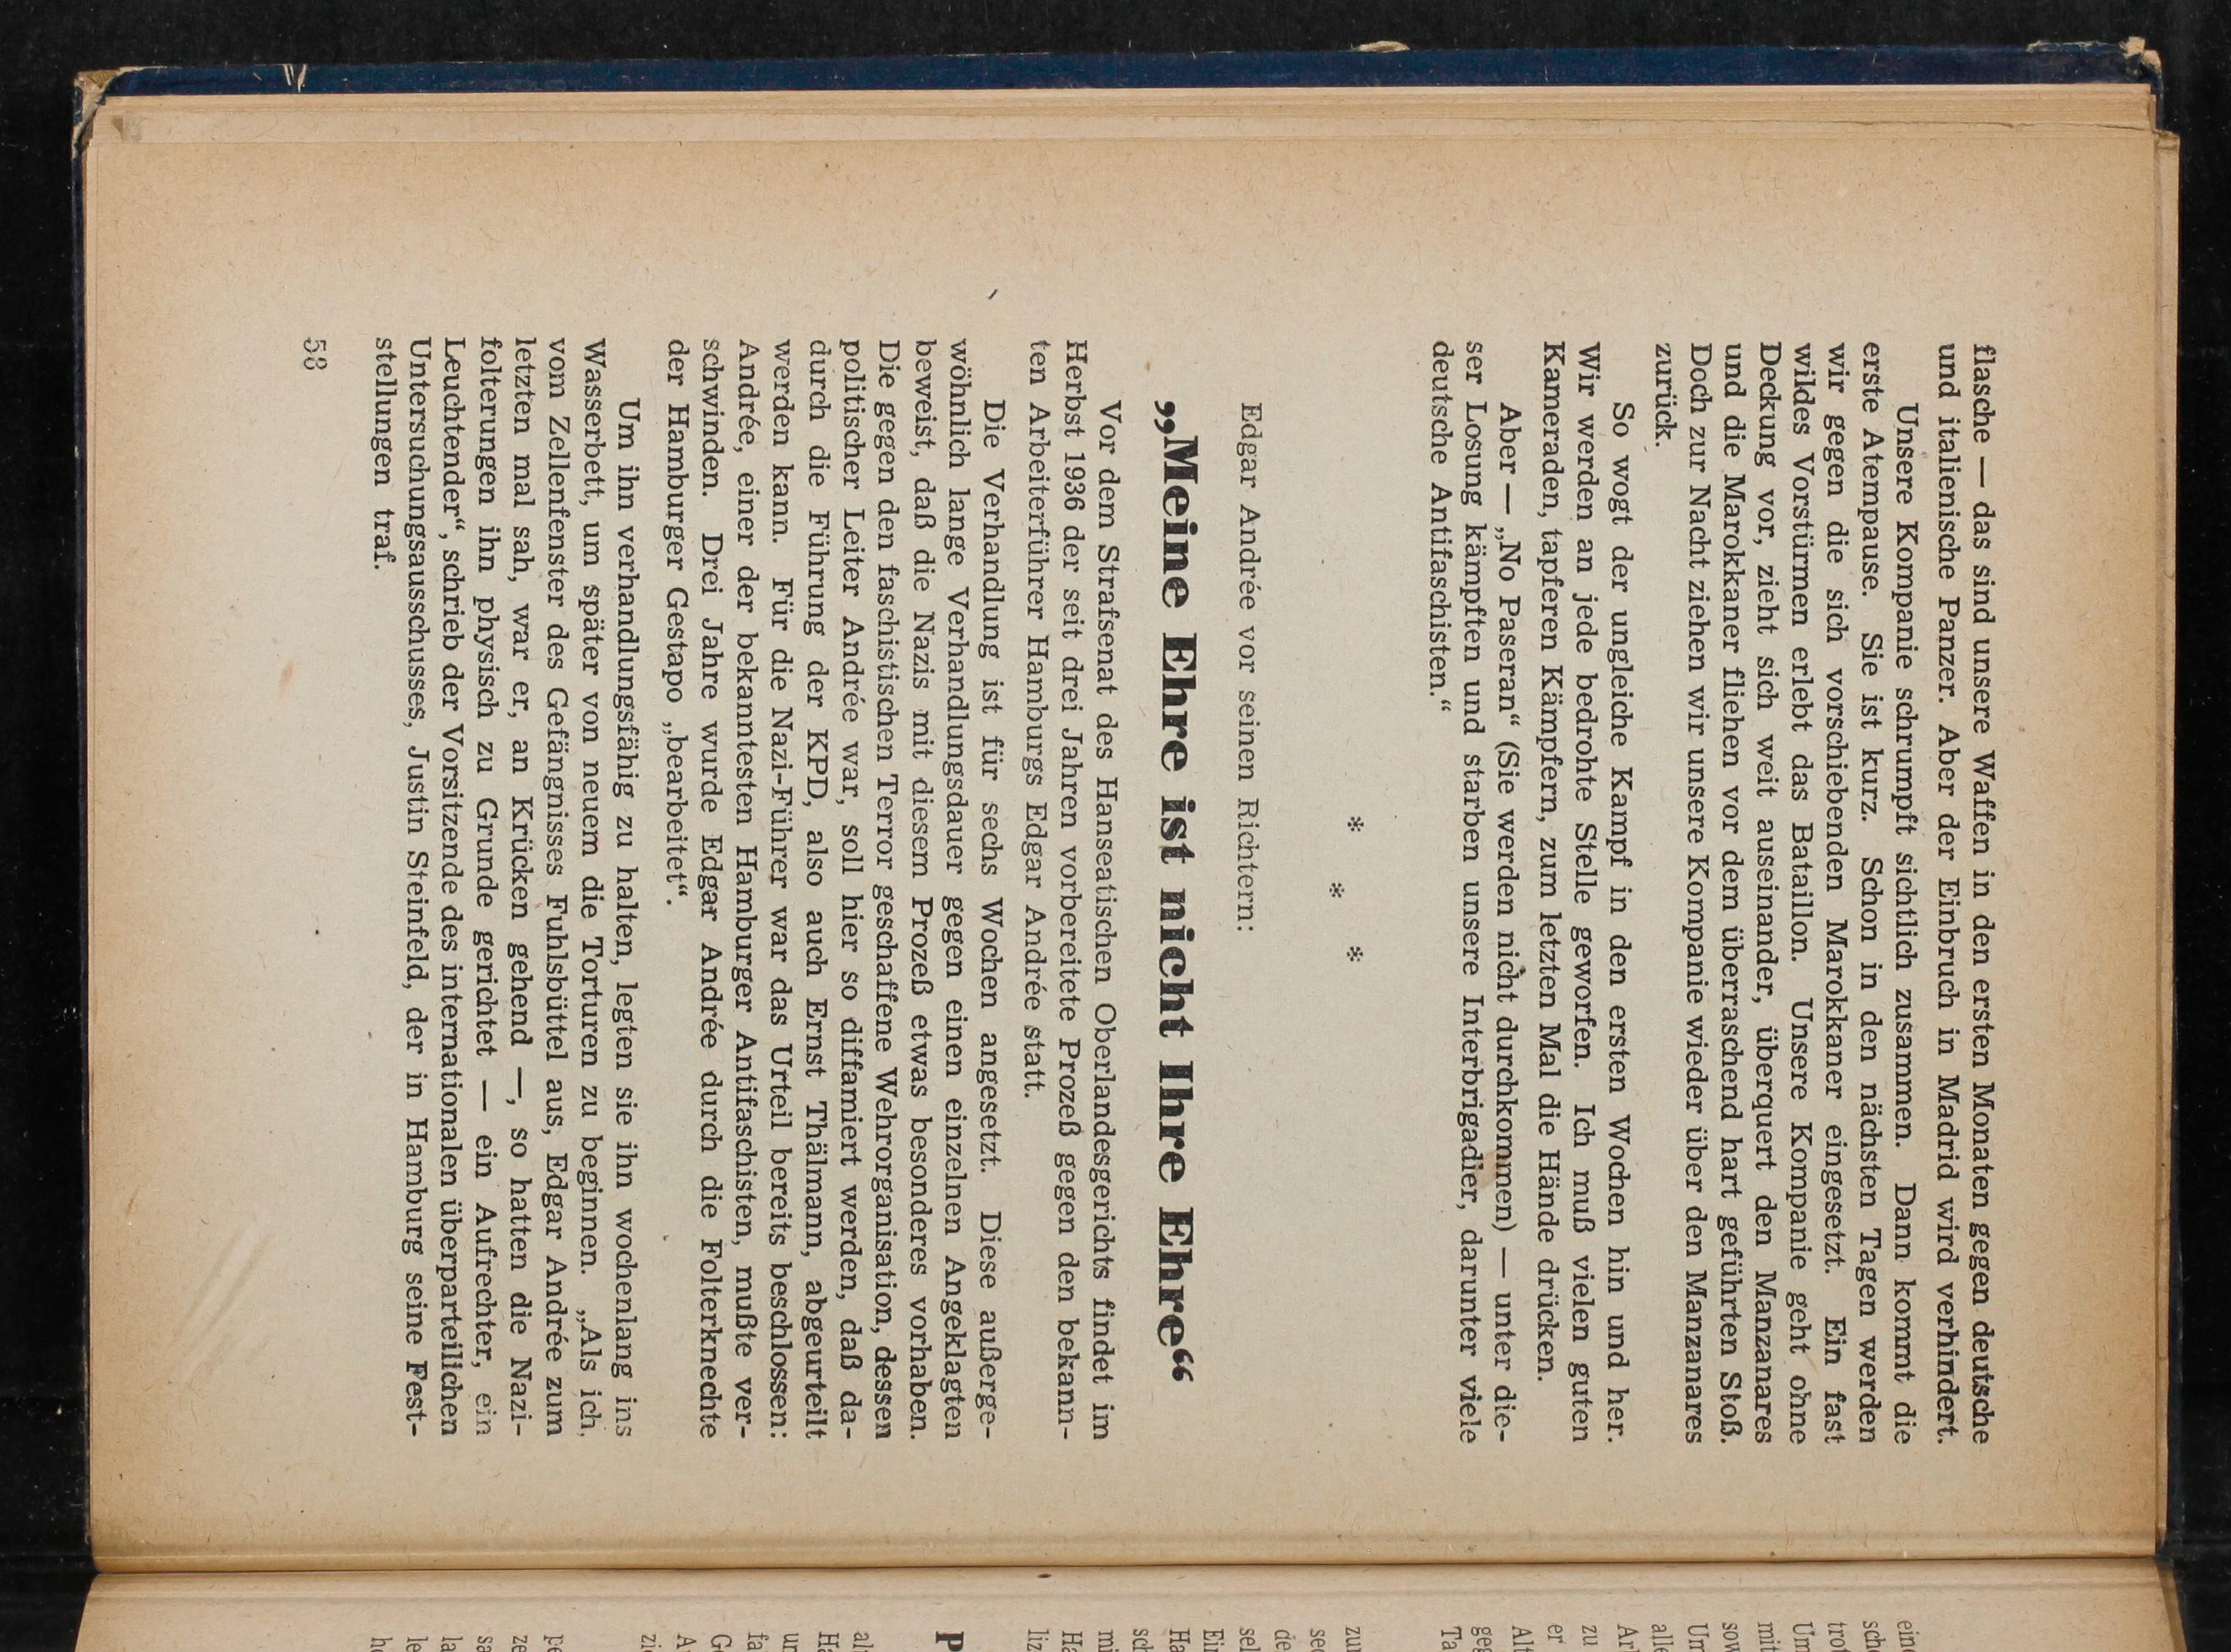 flasche — das sind unsere Waffen in den ersten Monaten gegen deutsche
und italienische Panzer. Aber der Einbruch in Madrid wird verhindert.
Unsere Kompanie schrumpft sichtlich zusammen. Dann kommt die
erste Atempause. Sie ist kurz. Schon in den nächsten Tagen werden
wir gegen die sich vorschiebenden Marokkaner eingesetzt. Ein fast
wildes Vorstürmen erlebt das Bataillon. Unsere Kompanie geht ohne
Deckung vor, zieht sich weit auseinander, überquert den Manzanares
und die Marokkaner fliehen vor dem überraschend hart geführten Stoß.
Doch zur Nacht ziehen wir unsere Kompanie wieder über den Manzanares
zurück.
So wogt der ungleiche Kampf in den ersten Wochen hin und her.
Wir werden an jede bedrohte Stelle geworfen. Ich muß vielen guten
Kameraden, tapferen Kämpfern, zum letzten Mal die Hände drücken.
Aber — „No Paseran“ (Sie werden nicht durchkommen) — unter die-
ser Losung kämpften und starben unsere Interbrigadier, darunter viele
deutsche Antifaschisten.“
* * *
Edgar Andrée vor seinen Richtern:
„Meine Ehre ist nicht Ihre Ehre“
Vor dem Strafsenat des Hanseatischen Oberlandesgerichts findet im
Herbst 1936 der seit drei Jahren vorbereitete Prozeß gegen den bekann-
ten Arbeiterführer Hamburgs Edgar Andrée statt.
Die Verhandlung ist für sechs Wochen angesetzt. Diese außerge-
wöhnlich lange Verhandlungsdauer gegen einen einzelnen Angeklagten
beweist, daß die Nazis mit diesem Prozeß etwas besonderes vorhaben.
Die gegen den faschistischen Terror geschaffene Wehrorganisation, dessen
politischer Leiter Andrée war, soll hier so diffamiert werden, daß da-
durch die Führung der KPD, also auch Ernst Thälmann, abgeurteilt
werden kann. Für die Nazi-Führer war das Urteil bereits beschlossen:
Andrée, einer der bekanntesten Hamburger Antifaschisten, mußte ver-
schwinden. Drei Jahre wurde Edgar Andrée durch die Folterknechte
der Hamburger Gestapo „bearbeitet“.
Um ihn verhandlungsfähig zu halten, legten sie ihn wochenlang ins
Wasserbett, um später von neuem die Torturen zu beginnen. „Als ich,
vom Zellenfenster des Gefängnisses Fuhlsbüttel aus, Edgar Andrée zum
letzten mal sah, war er, an Krücken gehend —, so hatten die Nazi-
folterungen ihn physisch zu Grunde gerichtet — ein Aufrechter, ein
Leuchtender“, schrieb der Vorsitzende des internationalen überparteilichen
Untersuchungsausschusses, Justin Steinfeld, der in Hamburg seine Fest-
stellungen traf.
53